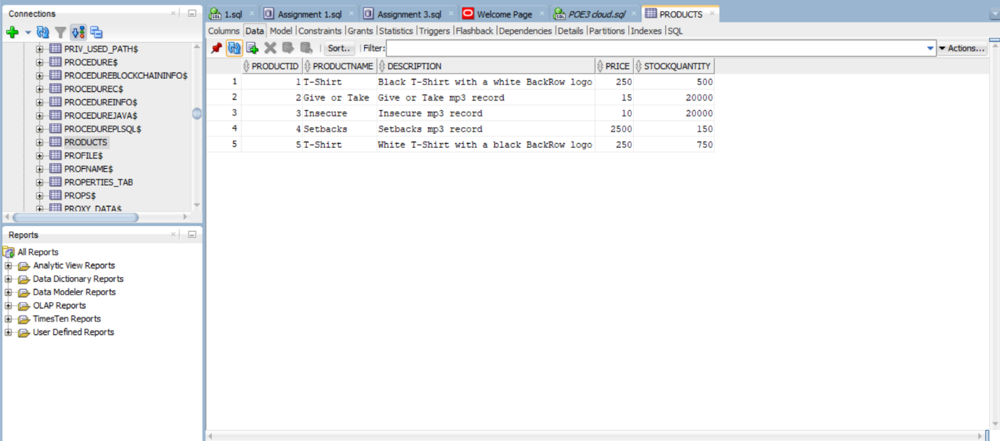 Connections
PRIV_USED_PATH$
PROCEDURE$
PROCEDUREBLOCKCHAININFO$
PROCEDUREC$
PROCEDUREINFO$
PROCEDUREJAVA$
PROCEDUREPLSQL$
PRODUCTS
PROFILE$
PROFNAME$
PROPERTIES_TAB
PROPS$
PROXY_DATA$
Reports
All Reports
Analytic View Reports
Data Dictionary Reports
Data Modeler Reports
OLAP Reports
TimesTen Reports
User Defined Reports
1.sql Assignment 1.sql Assignment 3.sql Welcome Page POE3 cloud.sql PRODUCTS
Columns Data Model Constraints Grants Statistics Triggers Flashback Dependencies Details Partitions Indexes SQL
Sort.. Filter: Actions...
PRODUCTID PRODUCTNAME DESCRIPTION PRICE STOCKQUANTITY
1 1 T-Shirt Black T-Shirt with a white BackRow logo 250 500
2 2 Give or Take Give or Take mp3 record 15 20000
3 3 Insecure Insecure mp3 record 10 20000
4 4 Setbacks Setbacks mp3 record 2500 150
5 5 T-Shirt White T-Shirt with a black BackRow logo 250 750